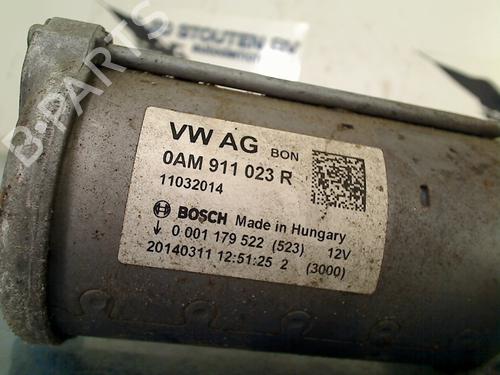 O STOUTEN BV
B-PARTS
VW AG BON
0AM 911 023 R
11032014
BOSCH Made in Hungary
↓ 0 001 179 522 (523) 12V
20140311 12:51:25 2 (3000)